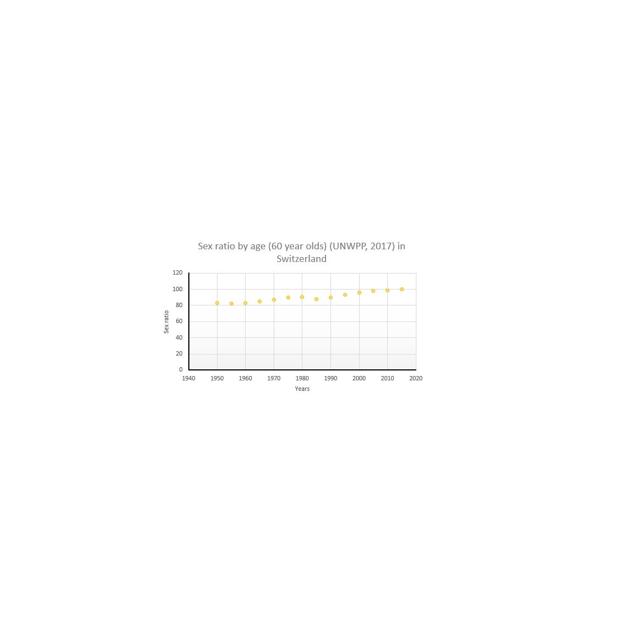 Sex ratio by age (60 year olds) (UNWPP, 2017) in
Switzerland
120
100
80
60
40
20
0
Sex ratio
1940 1950 1960 1970 1980 1990 2000 2010 2020
Years